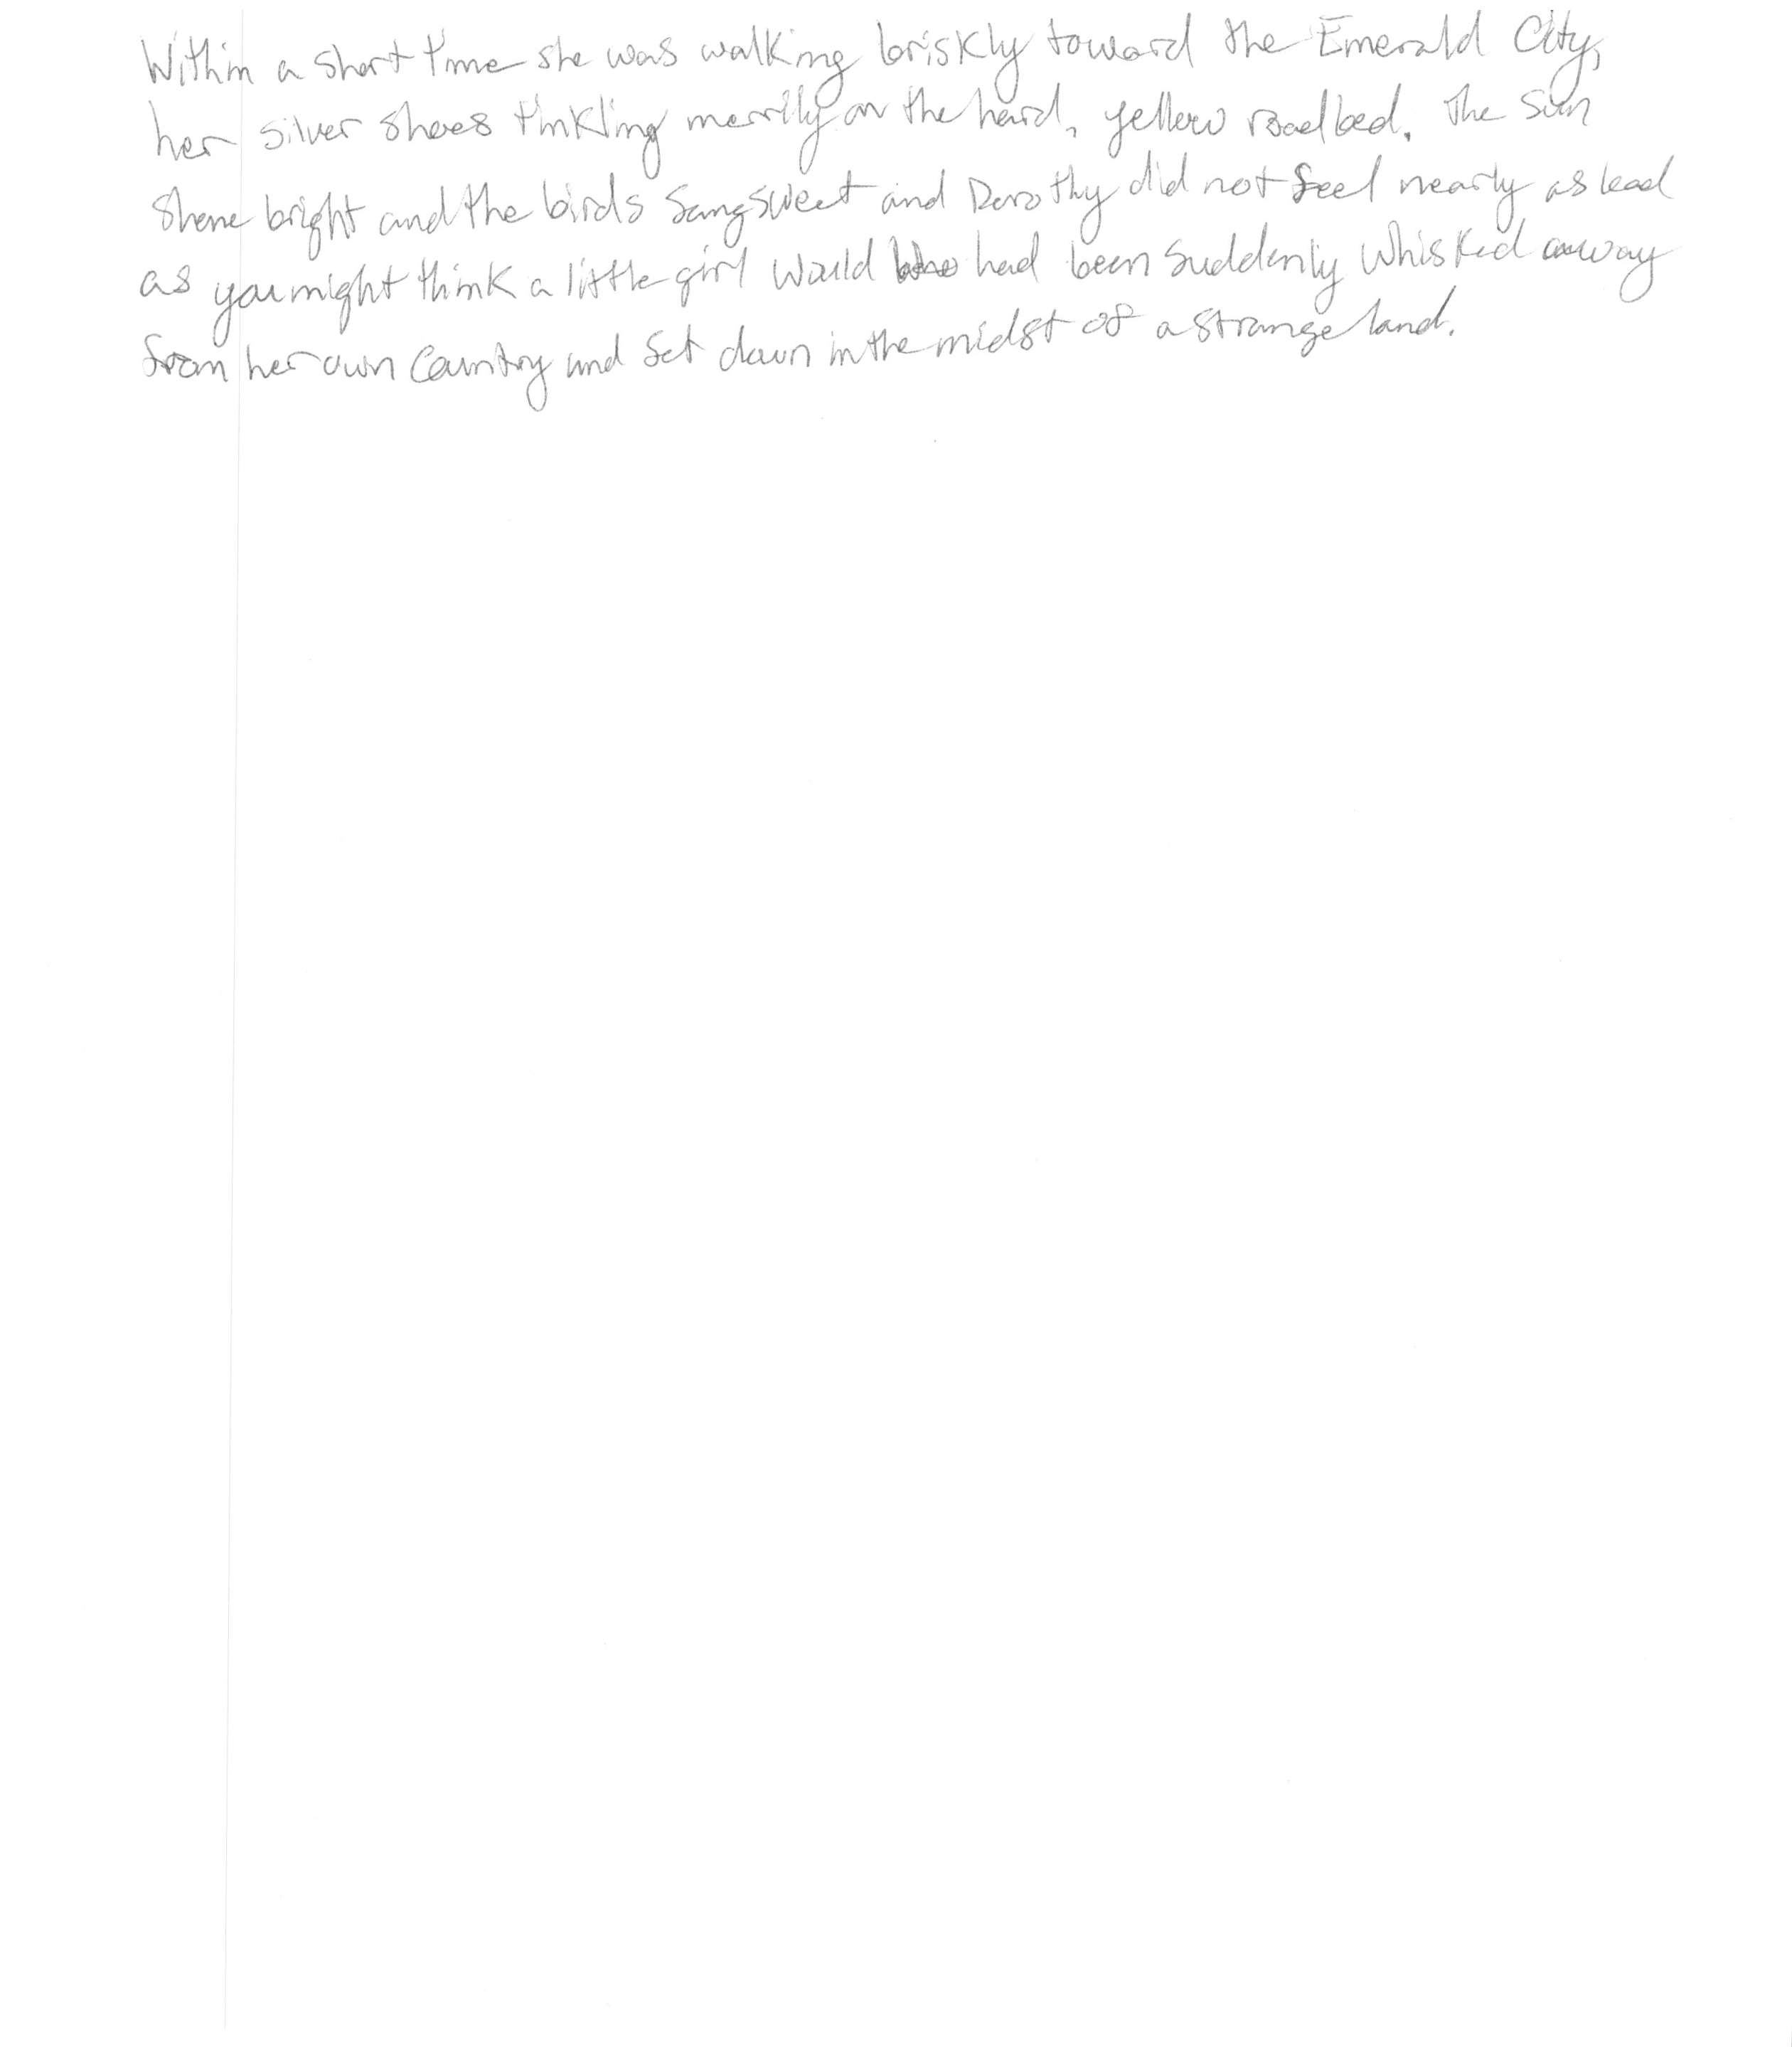 Within a short time she was walking briskly toward the Emerald City,
her silver shoes tinkling merrily on the hard, yellow roadbed. The sun
shone bright and the birds sang sweet and Dorothy did not feel nearly as bad
as you might think a little girl would who had been suddenly whisked away
from her own country and set down in the midst of a strange land.